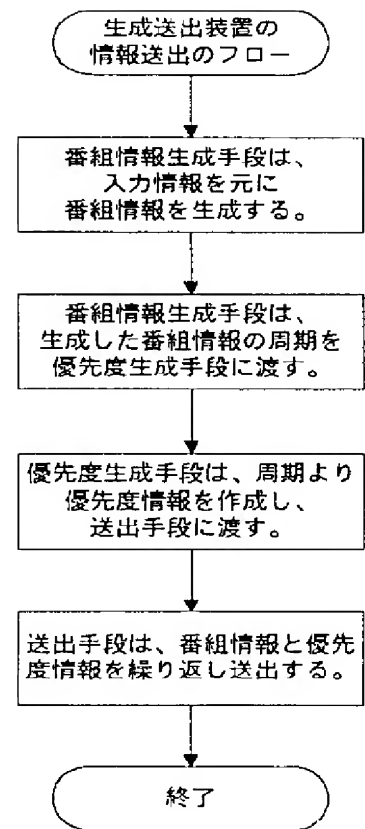 生成送出装置の
情報送出のフロー
番組情報生成手段は、
入力情報を元に
番組情報を生成する。
番組情報生成手段は、
生成した番組情報の周期を
優先度生成手段に渡す。
優先度生成手段は、周期より
優先度情報を作成し、
送出手段に渡す。
送出手段は、番組情報と優先
度情報を繰り返し送出する。
終了